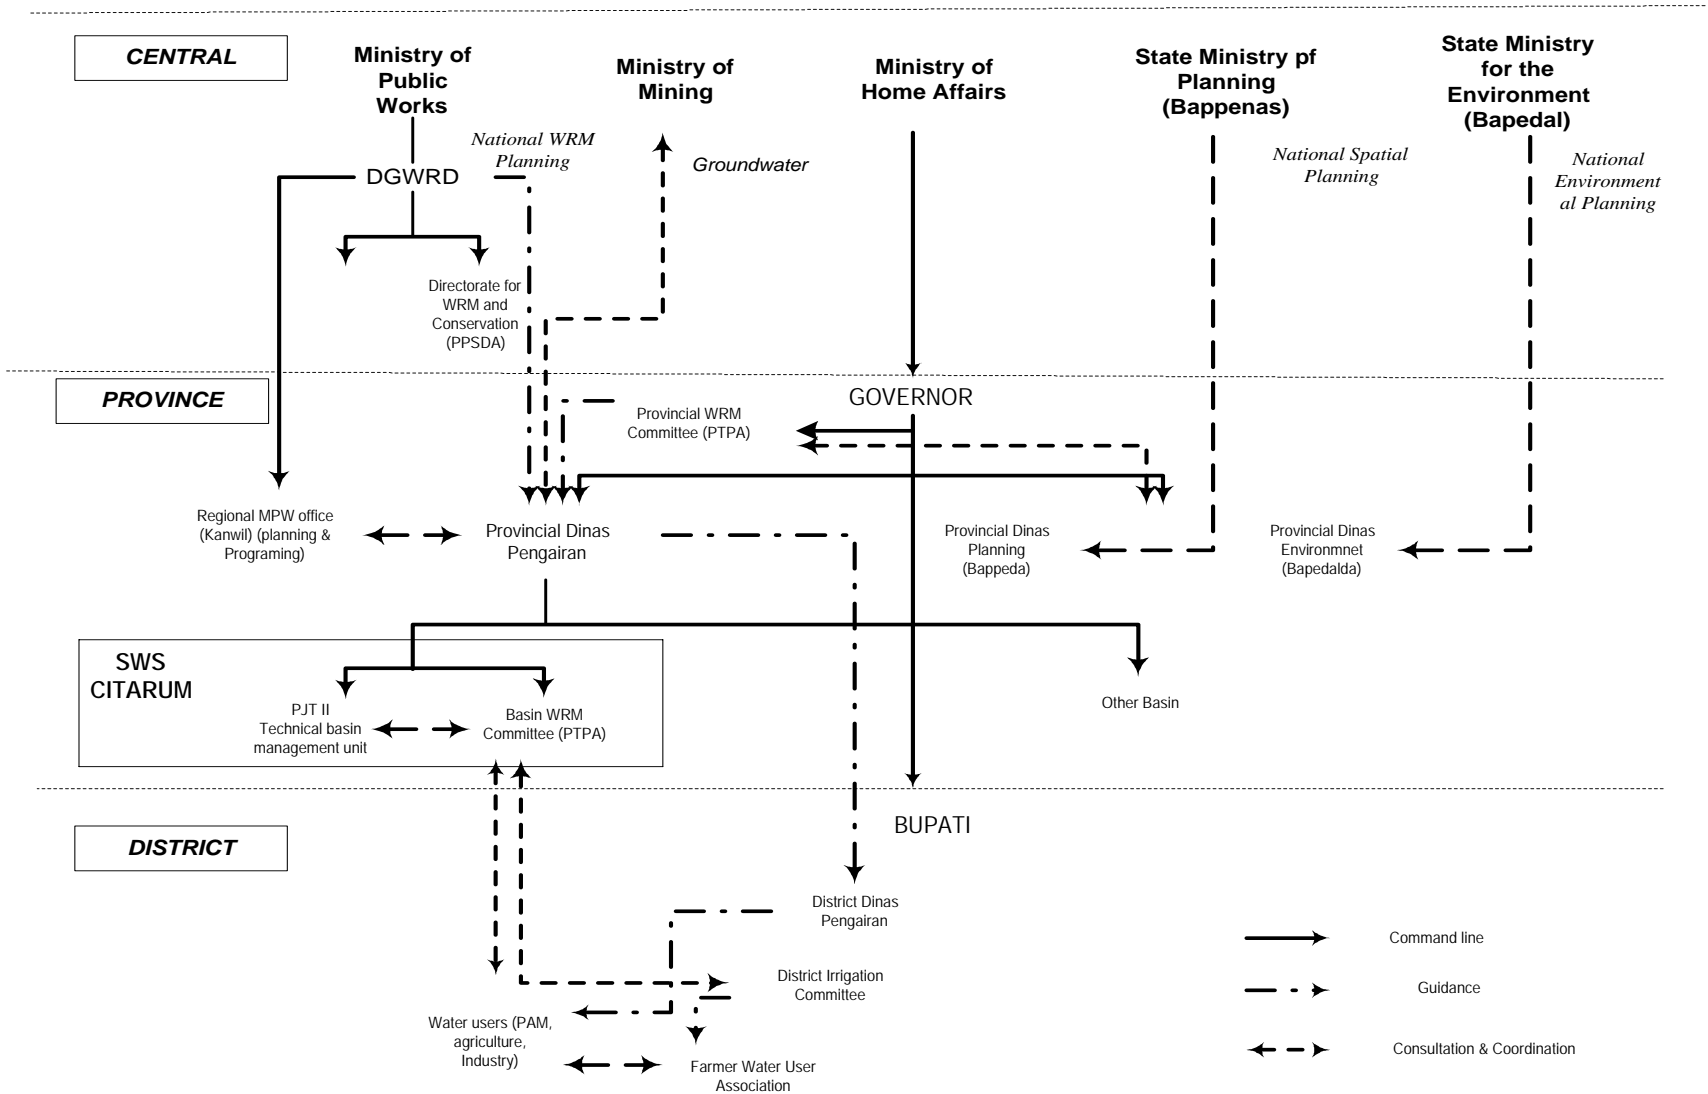 CENTRAL
Ministry of
Public
Works
Ministry of
Mining
Ministry of
Home Affairs
State Ministry pf
Planning
(Bappenas)
State Ministry
for the
Environment
(Bapedal)
National WRM
Planning
Groundwater
National Spatial
Planning
National
Environment
al Planning
DGWRD
Directorate for
WRM and
Conservation
(PPSDA)
PROVINCE
GOVERNOR
Provincial WRM
Committee (PTPA)
Regional MPW office
(Kanwil) (planning &
Programing)
Provincial Dinas
Pengairan
Provincial Dinas
Planning
(Bappeda)
Provincial Dinas
Environmnet
(Bapedalda)
SWS
CITARUM
PJT II
Technical basin
management unit
Basin WRM
Committee (PTPA)
Other Basin
DISTRICT
BUPATI
District Dinas
Pengairan
District Irrigation
Committee
Water users (PAM,
agriculture,
Industry)
Farmer Water User
Association
Command line
Guidance
Consultation & Coordination